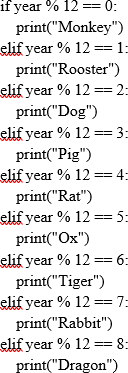 if year % 12 == 0:
print("Monkey")
elif year % 12 == 1:
print("Rooster")
elif year % 12 == 2:
print("Dog")
elif year % 12 == 3:
print("Pig")
elif year % 12 == 4:
print("Rat")
elif year % 12 == 5:
print("Ox")
elif year % 12 == 6:
print("Tiger")
elif year % 12 == 7:
print("Rabbit")
elif year % 12 == 8:
print("Dragon")